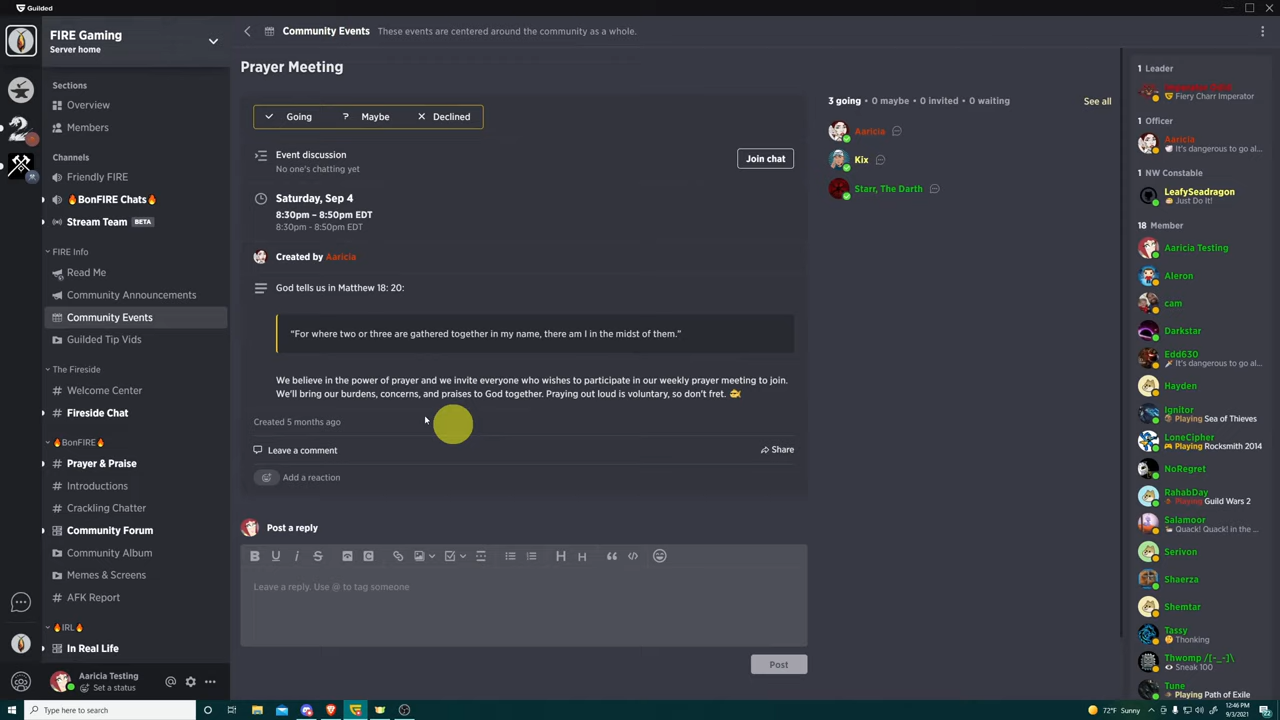 Guilded
FIRE Gaming
Server home
Sections
Overview
Members
Channels
Friendly FIRE
🔥BonFIRE Chats🔥
Stream Team BETA
FIRE Info
Read Me
Community Announcements
Community Events
Guilded Tip Vids
The Fireside
Welcome Center
Fireside Chat
🔥BonFIRE🔥
Prayer & Praise
Introductions
Crackling Chatter
Community Forum
Community Album
Memes & Screens
AFK Report
🔥IRL🔥
In Real Life
Aaricia Testing
Set a status
Community Events These events are centered around the community as a whole.
Prayer Meeting
Going ? Maybe Declined
Event discussion
No one's chatting yet
Join chat
Saturday, Sep 4
8:30pm – 8:50pm EDT
8:30pm - 8:50pm EDT
Created by Aaricia
God tells us in Matthew 18: 20:
"For where two or three are gathered together in my name, there am I in the midst of them."
We believe in the power of prayer and we invite everyone who wishes to participate in our weekly prayer meeting to join.
We'll bring our burdens, concerns, and praises to God together. Praying out loud is voluntary, so don't fret.
Created 5 months ago
Leave a comment
Share
Add a reaction
Post a reply
B U i S H H
Leave a reply. Use @ to tag someone
Post
3 going • 0 maybe • 0 invited • 0 waiting
See all
Aaricia
Kix
Starr, The Darth
1 Leader
Fiery Charr Imperator
1 Officer
Aaricia
It's dangerous to go al...
1 NW Constable
LeafySeadragon
Just Do It!
18 Member
Aaricia Testing
Aleron
cam
Darkstar
Edd630
It's dangerous to go al...
Hayden
Ignitor
Playing Sea of Thieves
LoneCipher
Playing Rocksmith 2014
NoRegret
RahabDay
Playing Guild Wars 2
Salamoor
Quack! Quack! in the ...
Serivon
Shaerza
Shemtar
Tassy
Thonking
Thwomp /[-_-]\
Sneak 100
Tune
Playing Path of Exile
Type here to search
72°F Sunny
12:46 PM
9/3/2021